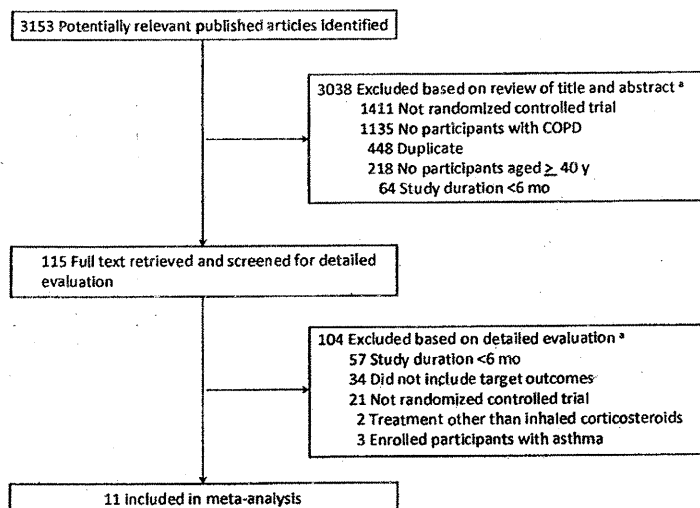 3153 Potentially relevant published articles identified
3038 Excluded based on review of title and abstract ª
1411 Not randomized controlled trial
1135 No participants with COPD
448 Duplicate
218 No participants aged ≥ 40 y
64 Study duration <6 mo
115 Full text retrieved and screened for detailed
evaluation
104 Excluded based on detailed evaluation ª
57 Study duration <6 mo
34 Did not include target outcomes
21 Not randomized controlled trial
2 Treatment other than inhaled corticosteroids
3 Enrolled participants with asthma
11 included in meta-analysis